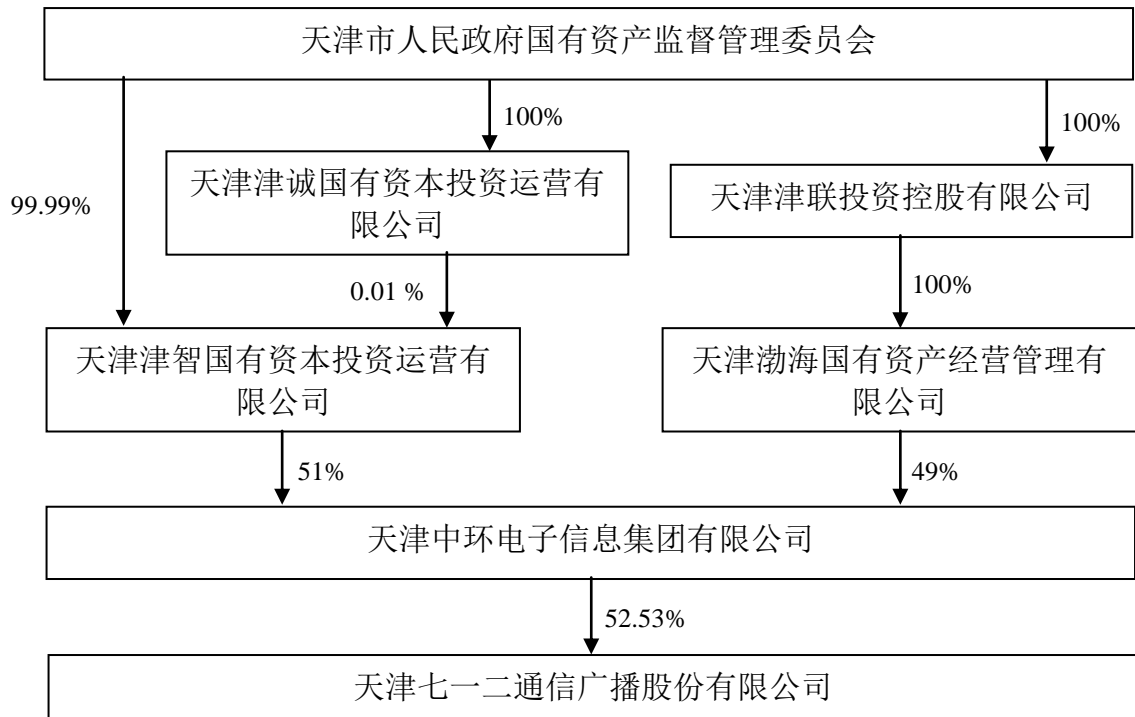 天津市人民政府国有资产监督管理委员会
100%
100%
天津津诚国有资本投资运营有
限公司
天津津联投资控股有限公司
99.99%
0.01 %
100%
天津津智国有资本投资运营有
限公司
天津渤海国有资产经营管理有
限公司
51%
49%
天津中环电子信息集团有限公司
52.53%
天津七一二通信广播股份有限公司